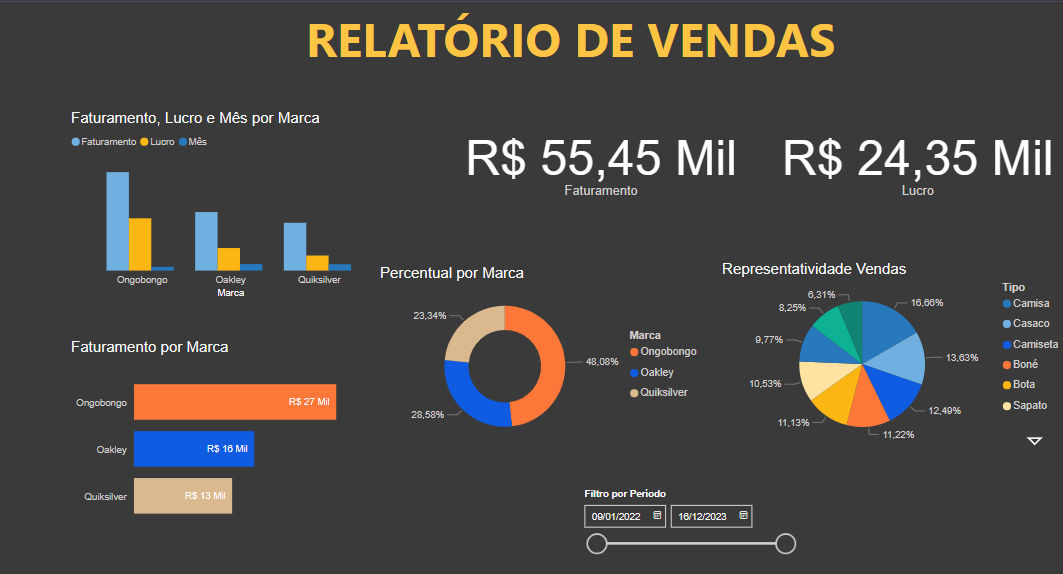 RELATÓRIO DE VENDAS
Faturamento, Lucro e Mês por Marca
Faturamento Lucro Mês
Ongobongo Oakley Quiksilver
Marca
R$ 55,45 Mil
Faturamento
R$ 24,35 Mil
Lucro
Faturamento por Marca
Ongobongo R$ 27 Mil
Oakley R$ 16 Mil
Quiksilver R$ 13 Mil
Percentual por Marca
23,34%
48,08%
28,58%
Marca
Ongobongo
Oakley
Quiksilver
Representatividade Vendas
6,31%
16,66%
8,25%
9,77%
13,63%
10,53%
12,49%
11,13%
11,22%
Tipo
Camisa
Casaco
Camiseta
Boné
Bota
Sapato
Filtro por Período
09/01/2022 16/12/2023